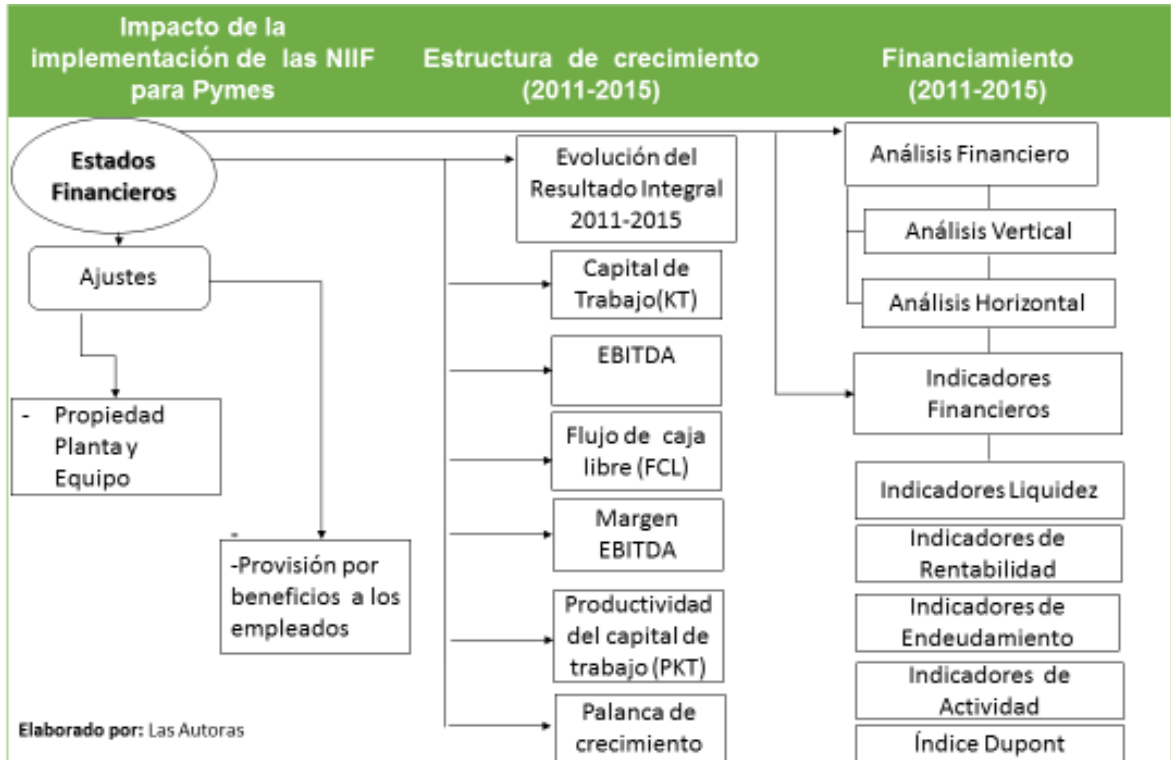 Impacto de la
implementación de las NIIF
para Pymes
Estructura de crecimiento
(2011-2015)
Financiamiento
(2011-2015)
Estados
Financieros
Ajustes
- Propiedad
Planta y
Equipo
-
-Provisión por
beneficios a los
empleados
Elaborado por: Las Autoras
Evolución del
Resultado Integral
2011-2015
Capital de
Trabajo(KT)
EBITDA
Flujo de caja
libre (FCL)
Margen
EBITDA
Productividad
del capital de
trabajo (PKT)
Palanca de
crecimiento
Análisis Financiero
Análisis Vertical
Análisis Horizontal
Indicadores
Financieros
Indicadores Liquidez
Indicadores de
Rentabilidad
Indicadores de
Endeudamiento
Indicadores de
Actividad
Índice Dupont